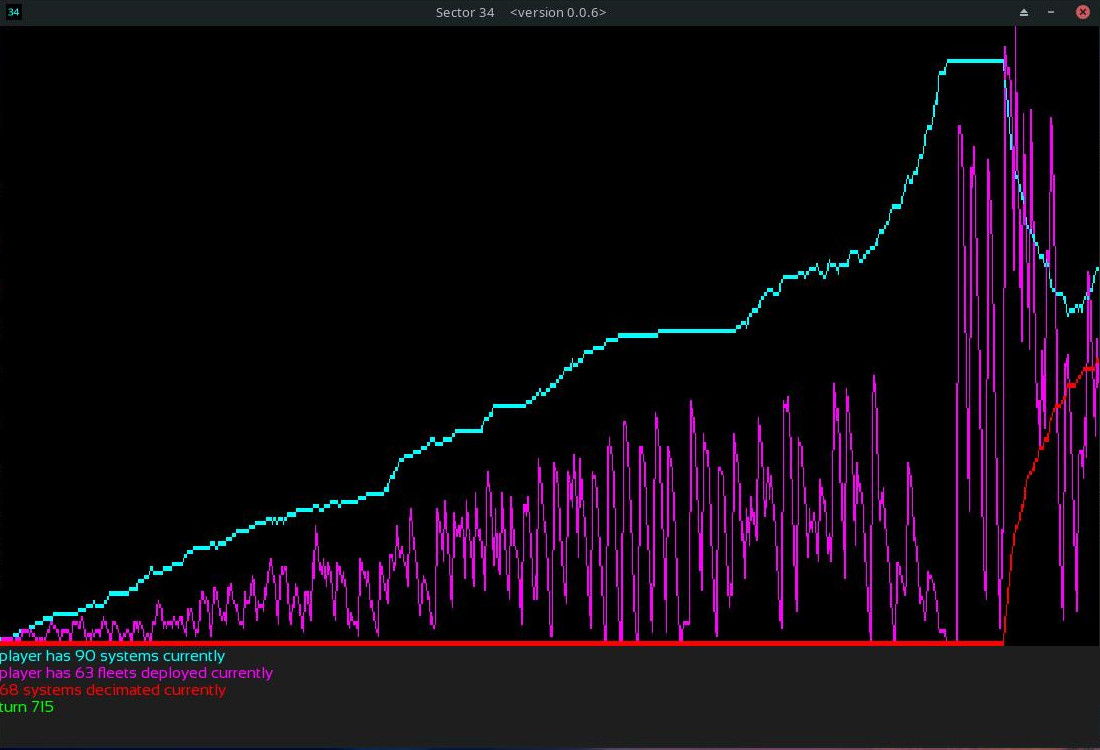 34
Sector 34 <version 0.0.6>
player has 90 systems currently
player has 63 fleets deployed currently
68 systems decimated currently
turn 715